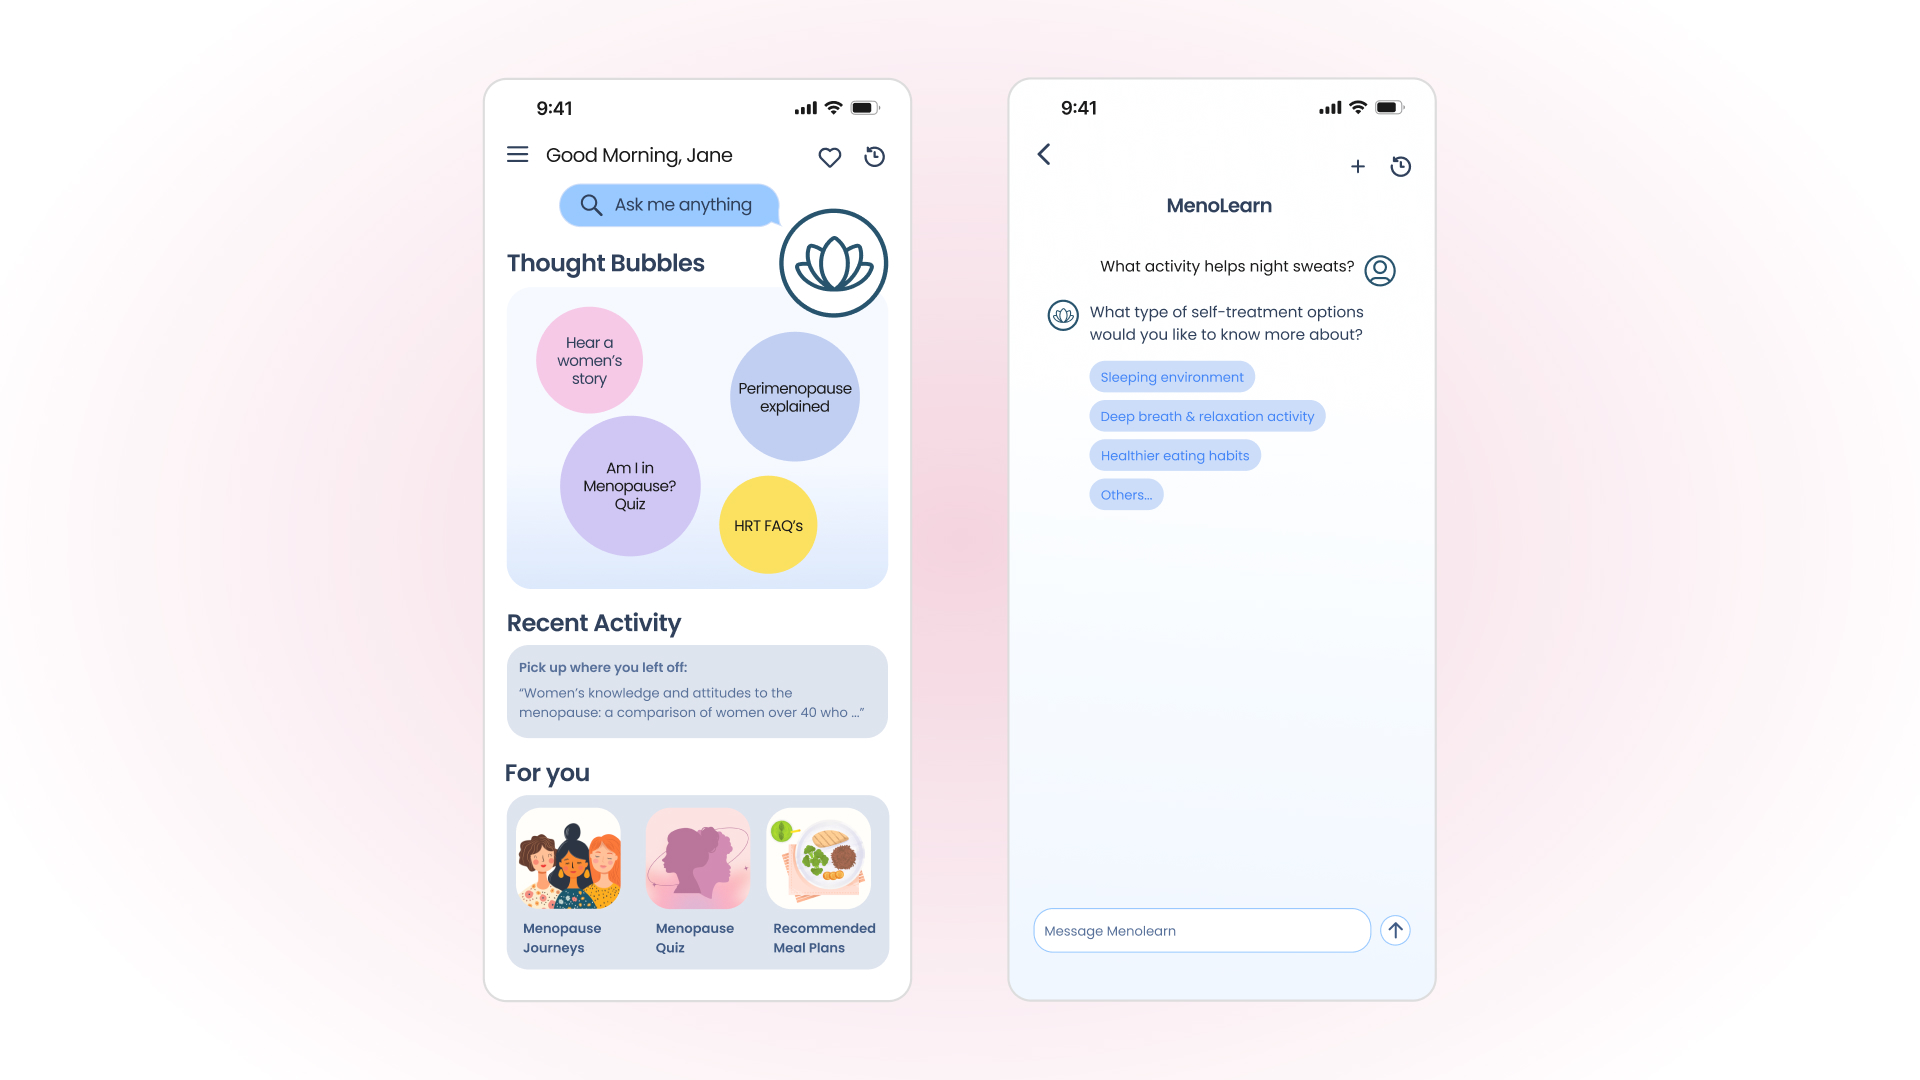 9:41
Good Morning, Jane
Ask me anything
Thought Bubbles
Hear a
women's
story
Perimenopause
explained
Am I in
Menopause?
Quiz
HRT FAQ's
Recent Activity
Pick up where you left off:
“Women's knowledge and attitudes to the
menopause: a comparison of women over 40 who ...”
For you
Menopause
Journeys
Menopause
Quiz
Recommended
Meal Plans
9:41
MenoLearn
What activity helps night sweats?
What type of self-treatment options
would you like to know more about?
Sleeping environment
Deep breath & relaxation activity
Healthier eating habits
Others...
Message Menolearn